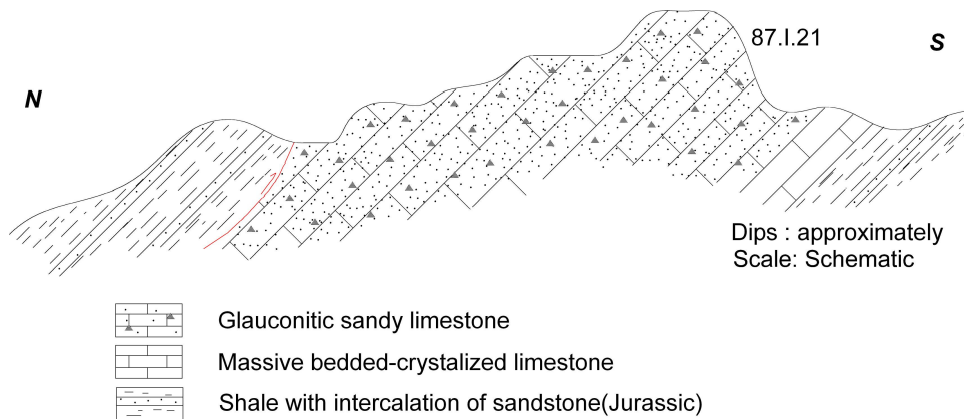 87.I.21
S
N
Dips : approximately
Scale: Schematic
Glauconitic sandy limestone
Massive bedded-crystalized limestone
Shale with intercalation of sandstone(Jurassic)